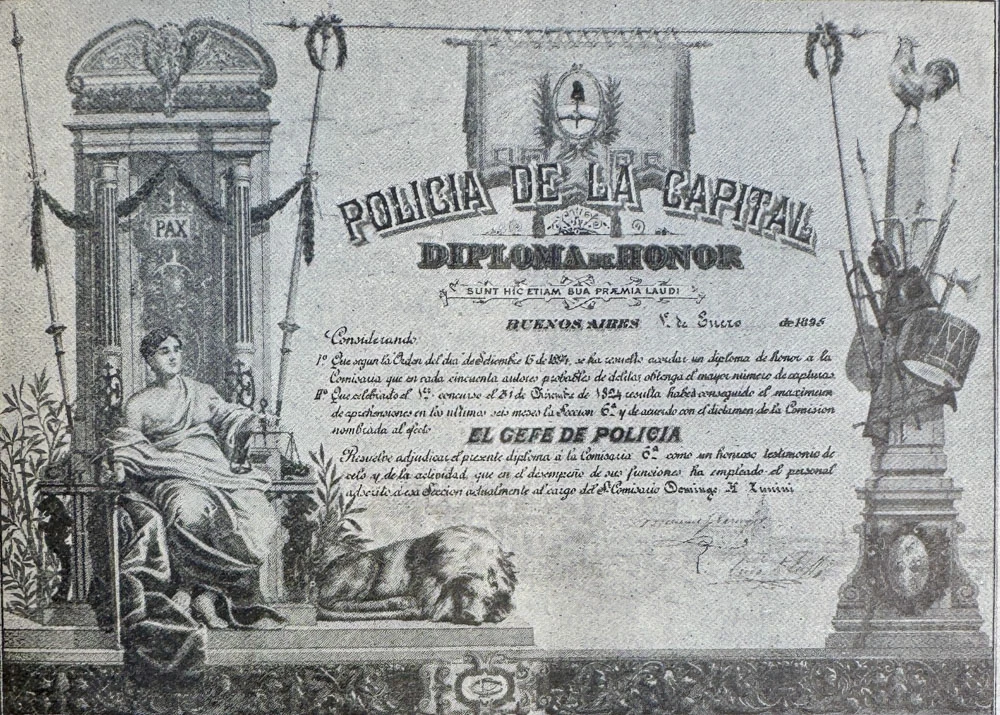 POLICIA DE LA CAPITAL
DIPLOMA DE HONOR
SUNT HIC ETIAM SUA PRÆMIA LAUDI
BUENOS AIRES 1º de Enero de 1895
PAX
Considerando
1º Que segun la Orden del dia de Setiembre 15 de 1894, se ha resuelto acordar un diploma de honor a la
Comisaria que en cada cincuenta autores probables de delitos obtenga el mayor número de capturas
IIº Que celebrado el 1er concurso el 31 de Diciembre de 1894 resulta haber conseguido el maximum
de aprehensiones en los ultimos seis meses la Seccion 6ª y de acuerdo con el dictamen de la Comision
nombrada al efecto
EL GEFE DE POLICIA
Resuelve adjudicar el presente diploma á la Comisaria 6ª como un honroso testimonio de
celo y de la actividad que en el desempeño de sus funciones ha empleado el personal
adscrito á esa Seccion actualmente al cargo del Sr Comisario Domingo